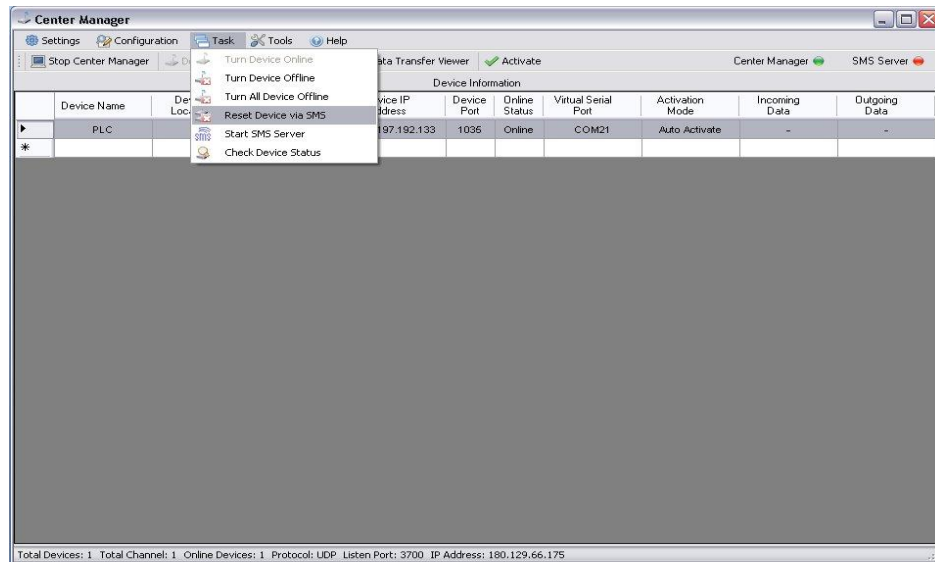 Center Manager
Settings Configuration Task Tools Help
Stop Center Manager ata Transfer Viewer Activate Center Manager SMS Server
Turn Device Online
Turn Device Offline
Turn All Device Offline
Reset Device via SMS
Start SMS Server
Check Device Status
Device Information
Device Name Dev Loc vice IP ddress Device Port Online Status Virtual Serial Port Activation Mode Incoming Data Outgoing Data
PLC 197.192.133 1036 Online COM21 Auto Activate - -
Total Devices: 1 Total Channel: 1 Online Devices: 1 Protocol: UDP Listen Port: 3700 IP Address: 180.129.66.175